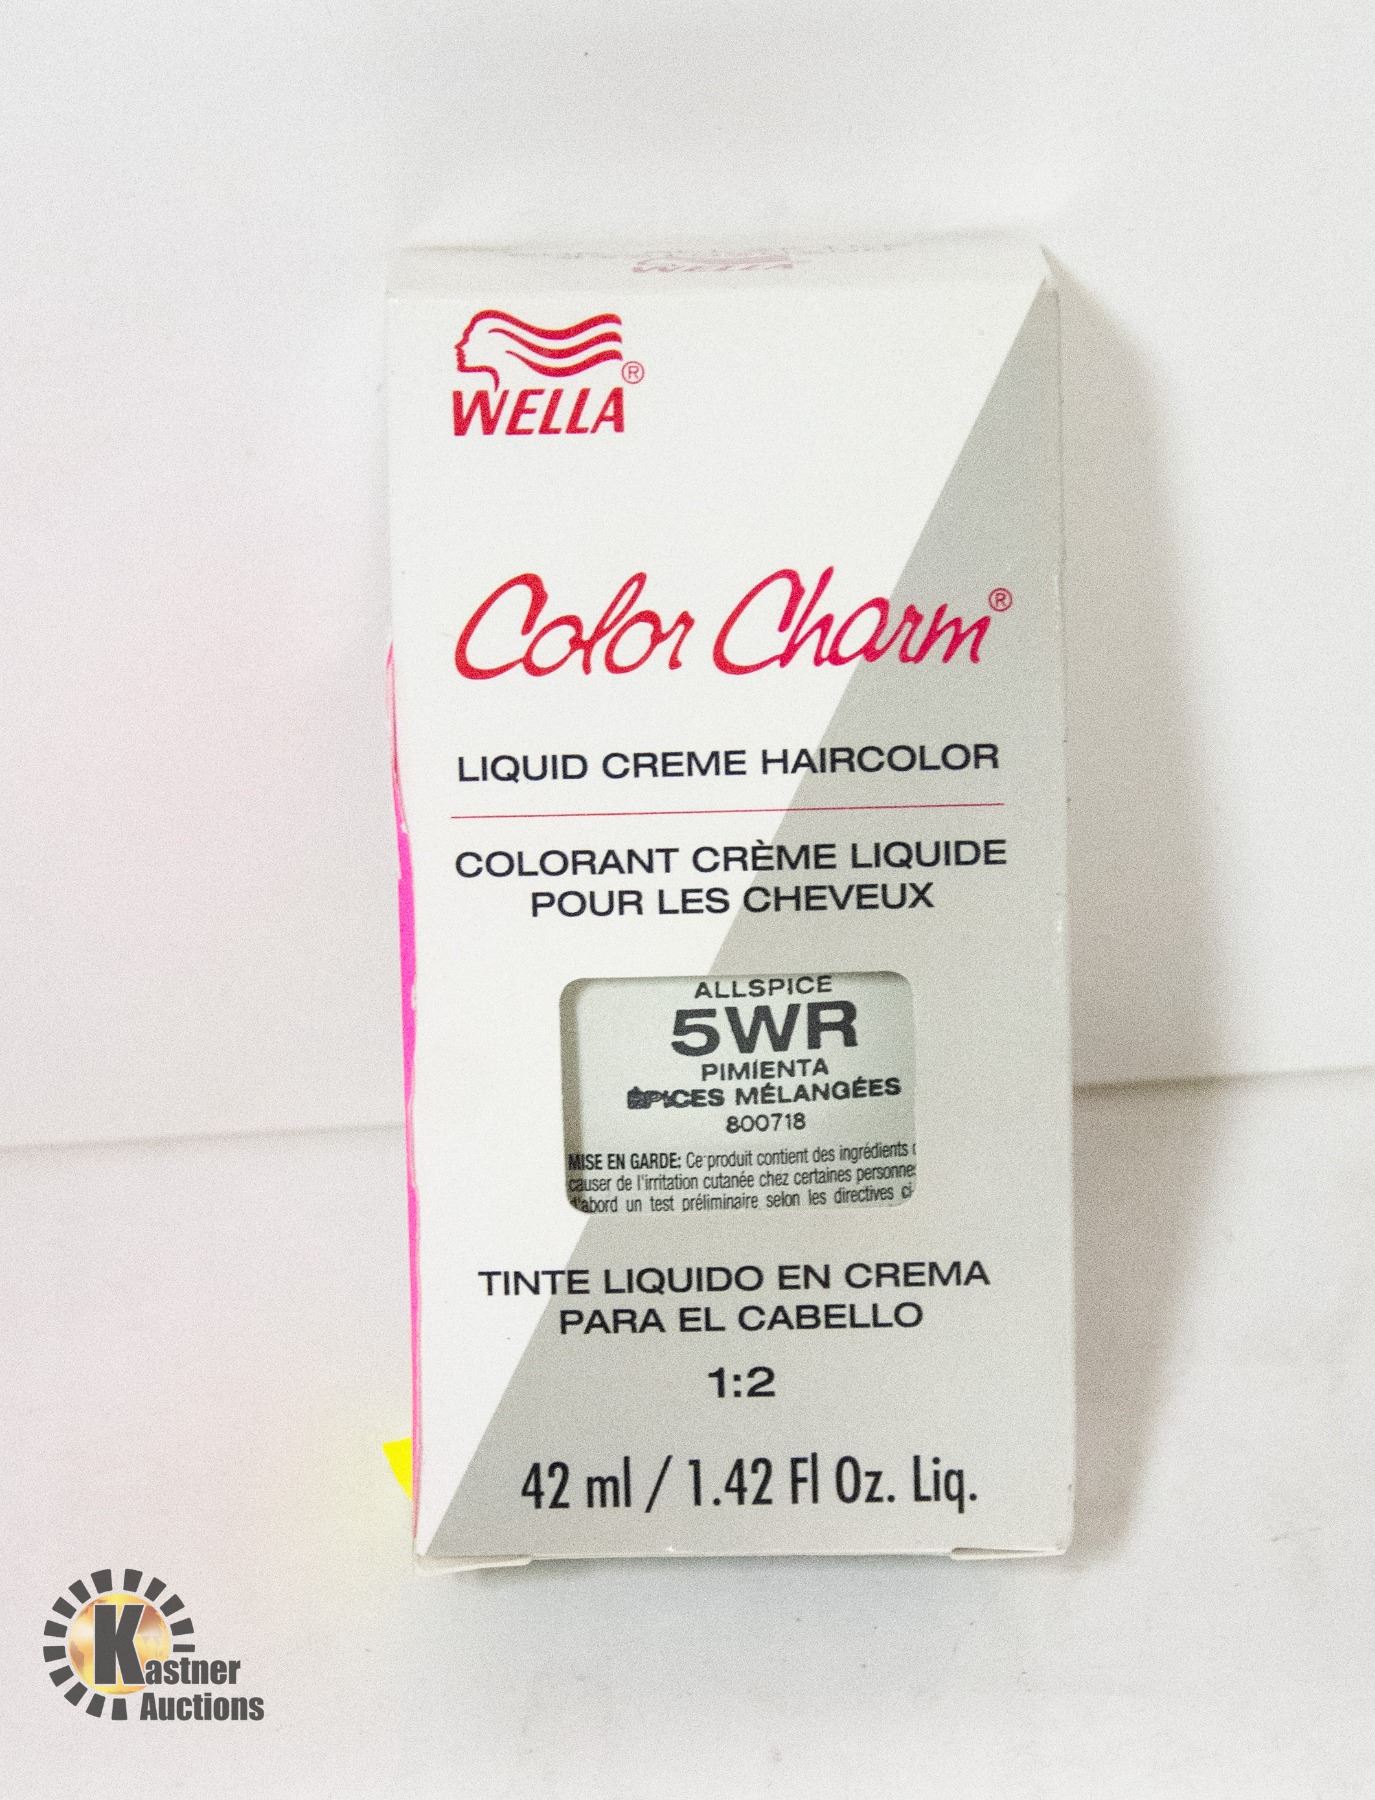 WELLA
WELLA®
Color Charm®
LIQUID CREME HAIRCOLOR
COLORANT CRÈME LIQUIDE
POUR LES CHEVEUX
ALLSPICE
5WR
PIMIENTA
ÉPICES MÉLANGÉES
800718
MISE EN GARDE: Ce produit contient des ingrédients
causer de l'irritation cutanée chez certaines
d'abord un test préliminaire selon les directives
TINTE LIQUIDO EN CREMA
PARA EL CABELLO
1:2
42 ml / 1.42 Fl Oz. Liq.
Kastner
Auctions